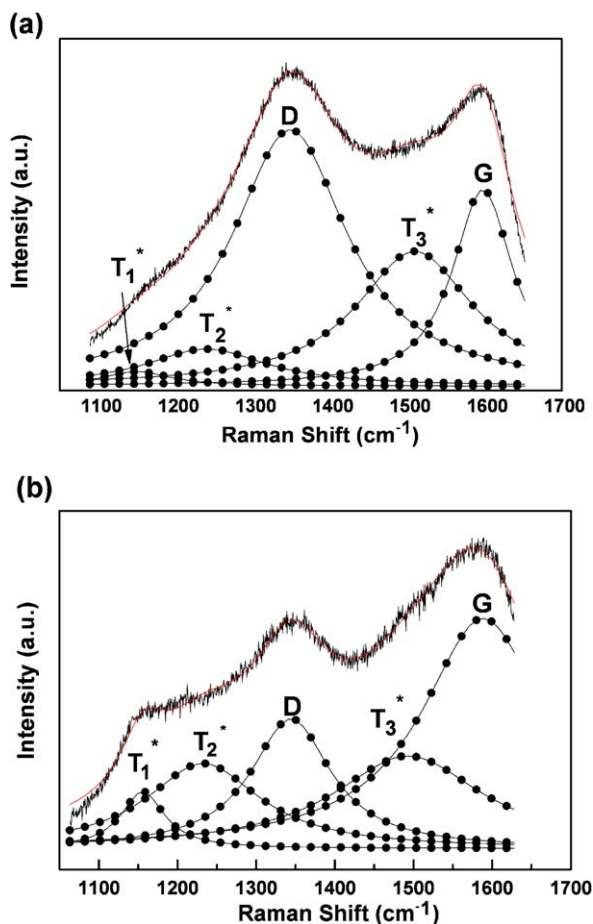 (a)
Intensity (a.u.)
D
G
T3*
T1*
T2*
1100 1200 1300 1400 1500 1600 1700
Raman Shift (cm-1)
(b)
Intensity (a.u.)
G
D
T3*
T1* T2*
1100 1200 1300 1400 1500 1600 1700
Raman Shift (cm-1)